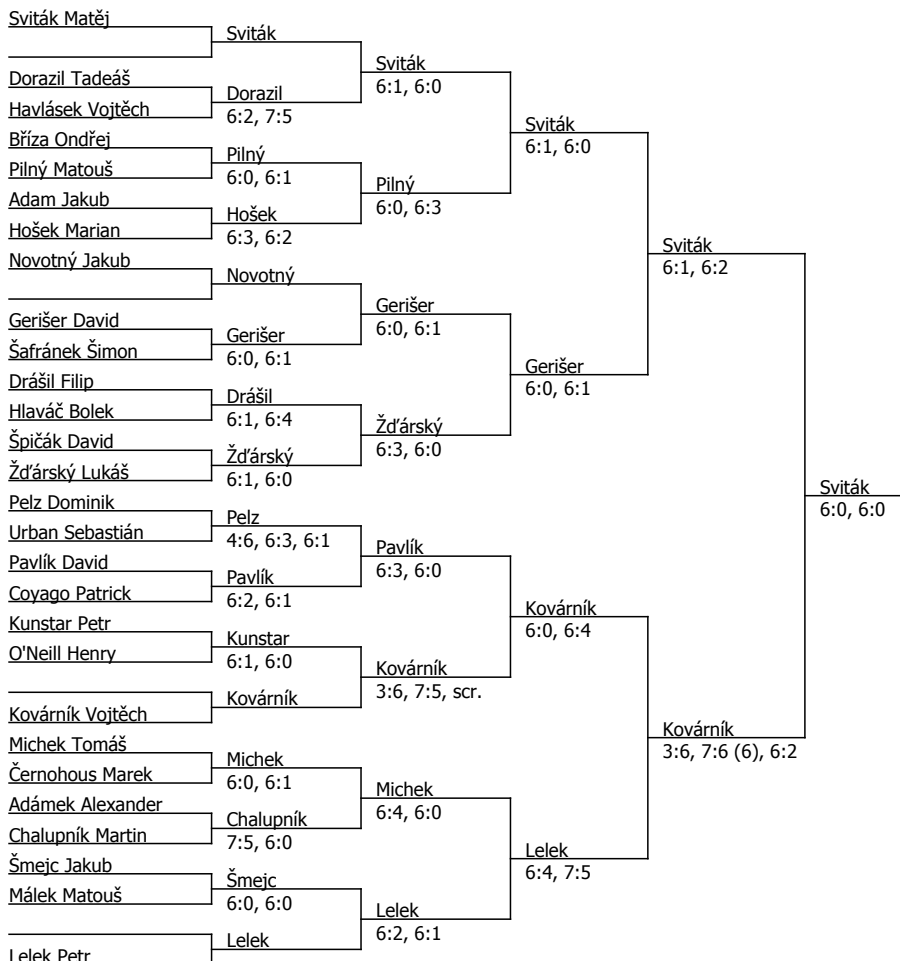 Sviták Matěj
Dorazil Tadeáš
Havlásek Vojtěch
Bříza Ondřej
Pilný Matouš
Adam Jakub
Hošek Marian
Novotný Jakub
Gerišer David
Šafránek Šimon
Drášil Filip
Hlaváč Bolek
Špičák David
Žďárský Lukáš
Pelz Dominik
Urban Sebastián
Pavlík David
Coyago Patrick
Kunstar Petr
O'Neill Henry
Kovárník Vojtěch
Michek Tomáš
Černohous Marek
Adámek Alexander
Chalupník Martin
Šmejc Jakub
Málek Matouš
Lelek Petr
Sviták
Dorazil
6:2, 7:5
Pilný
6:0, 6:1
Hošek
6:3, 6:2
Novotný
Gerišer
6:0, 6:1
Drášil
6:1, 6:4
Žďárský
6:1, 6:0
Pelz
4:6, 6:3, 6:1
Pavlík
6:2, 6:1
Kunstar
6:1, 6:0
Kovárník
Michek
6:0, 6:1
Chalupník
7:5, 6:0
Šmejc
6:0, 6:0
Lelek
Sviták
6:1, 6:0
Pilný
6:0, 6:3
Gerišer
6:0, 6:1
Žďárský
6:3, 6:0
Pavlík
6:3, 6:0
Kovárník
3:6, 7:5, scr.
Michek
6:4, 6:0
Lelek
6:2, 6:1
Sviták
6:1, 6:0
Gerišer
6:0, 6:1
Kovárník
6:0, 6:4
Lelek
6:4, 7:5
Sviták
6:1, 6:2
Kovárník
3:6, 7:6 (6), 6:2
Sviták
6:0, 6:0